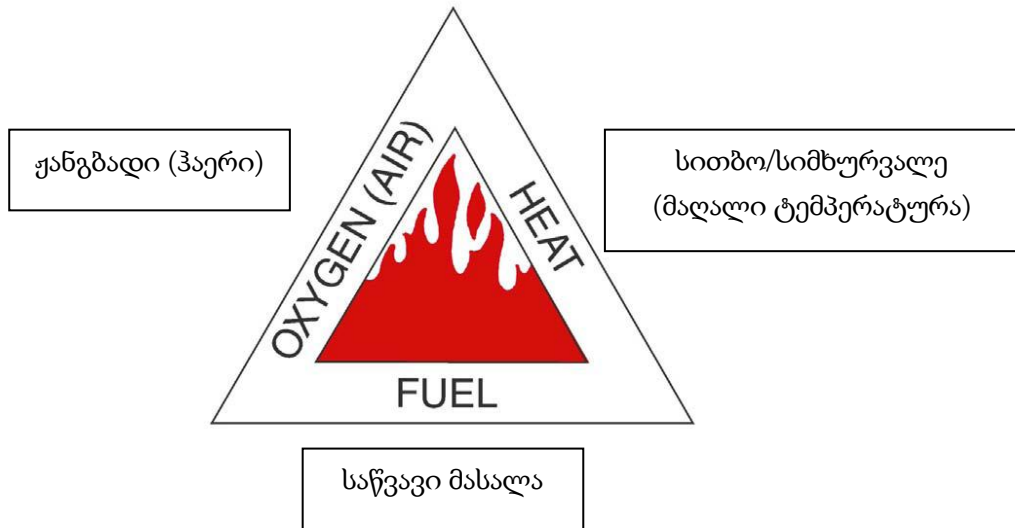 ჟანგბადი (ჰაერი)
OXYGEN (AIR)
HEAT
სითბო/სიმხურვალე
(მაღალი ტემპერატურა)
FUEL
საწვავი მასალა